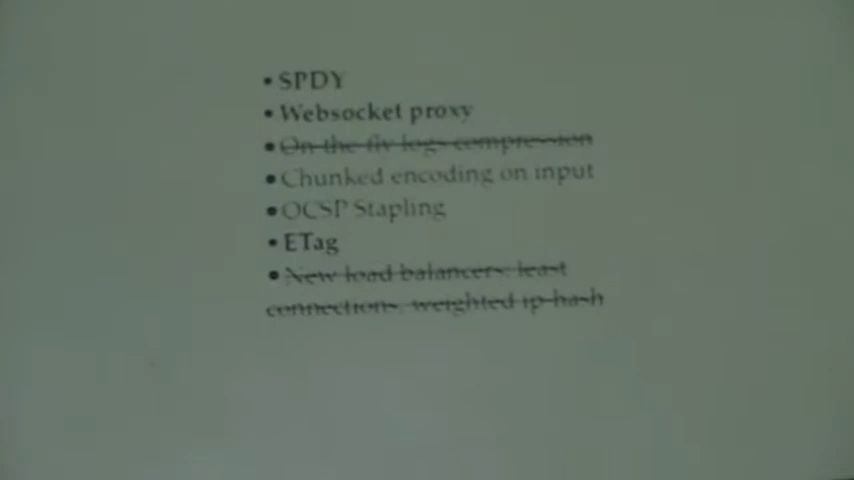 • SPDY
• Websocket proxy
• On the fly logs compression
• Chunked encoding on input
• OCSP Stapling
• ETag
• New load balancers: least
connections, weighted ip-hash